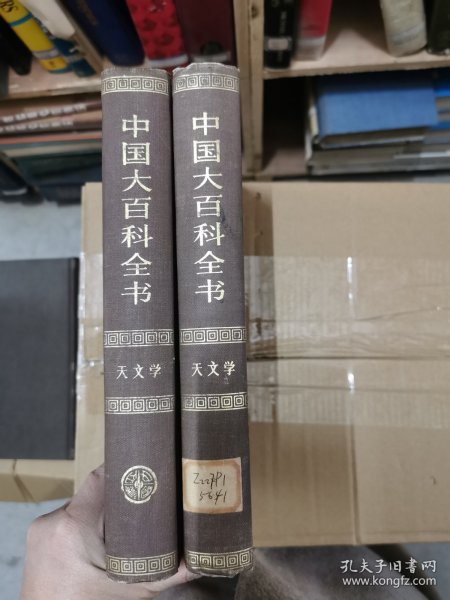 中国大百科全书
天文学
中国大百科全书
天文学
5641
孔夫子旧书网
www.kongfz.com